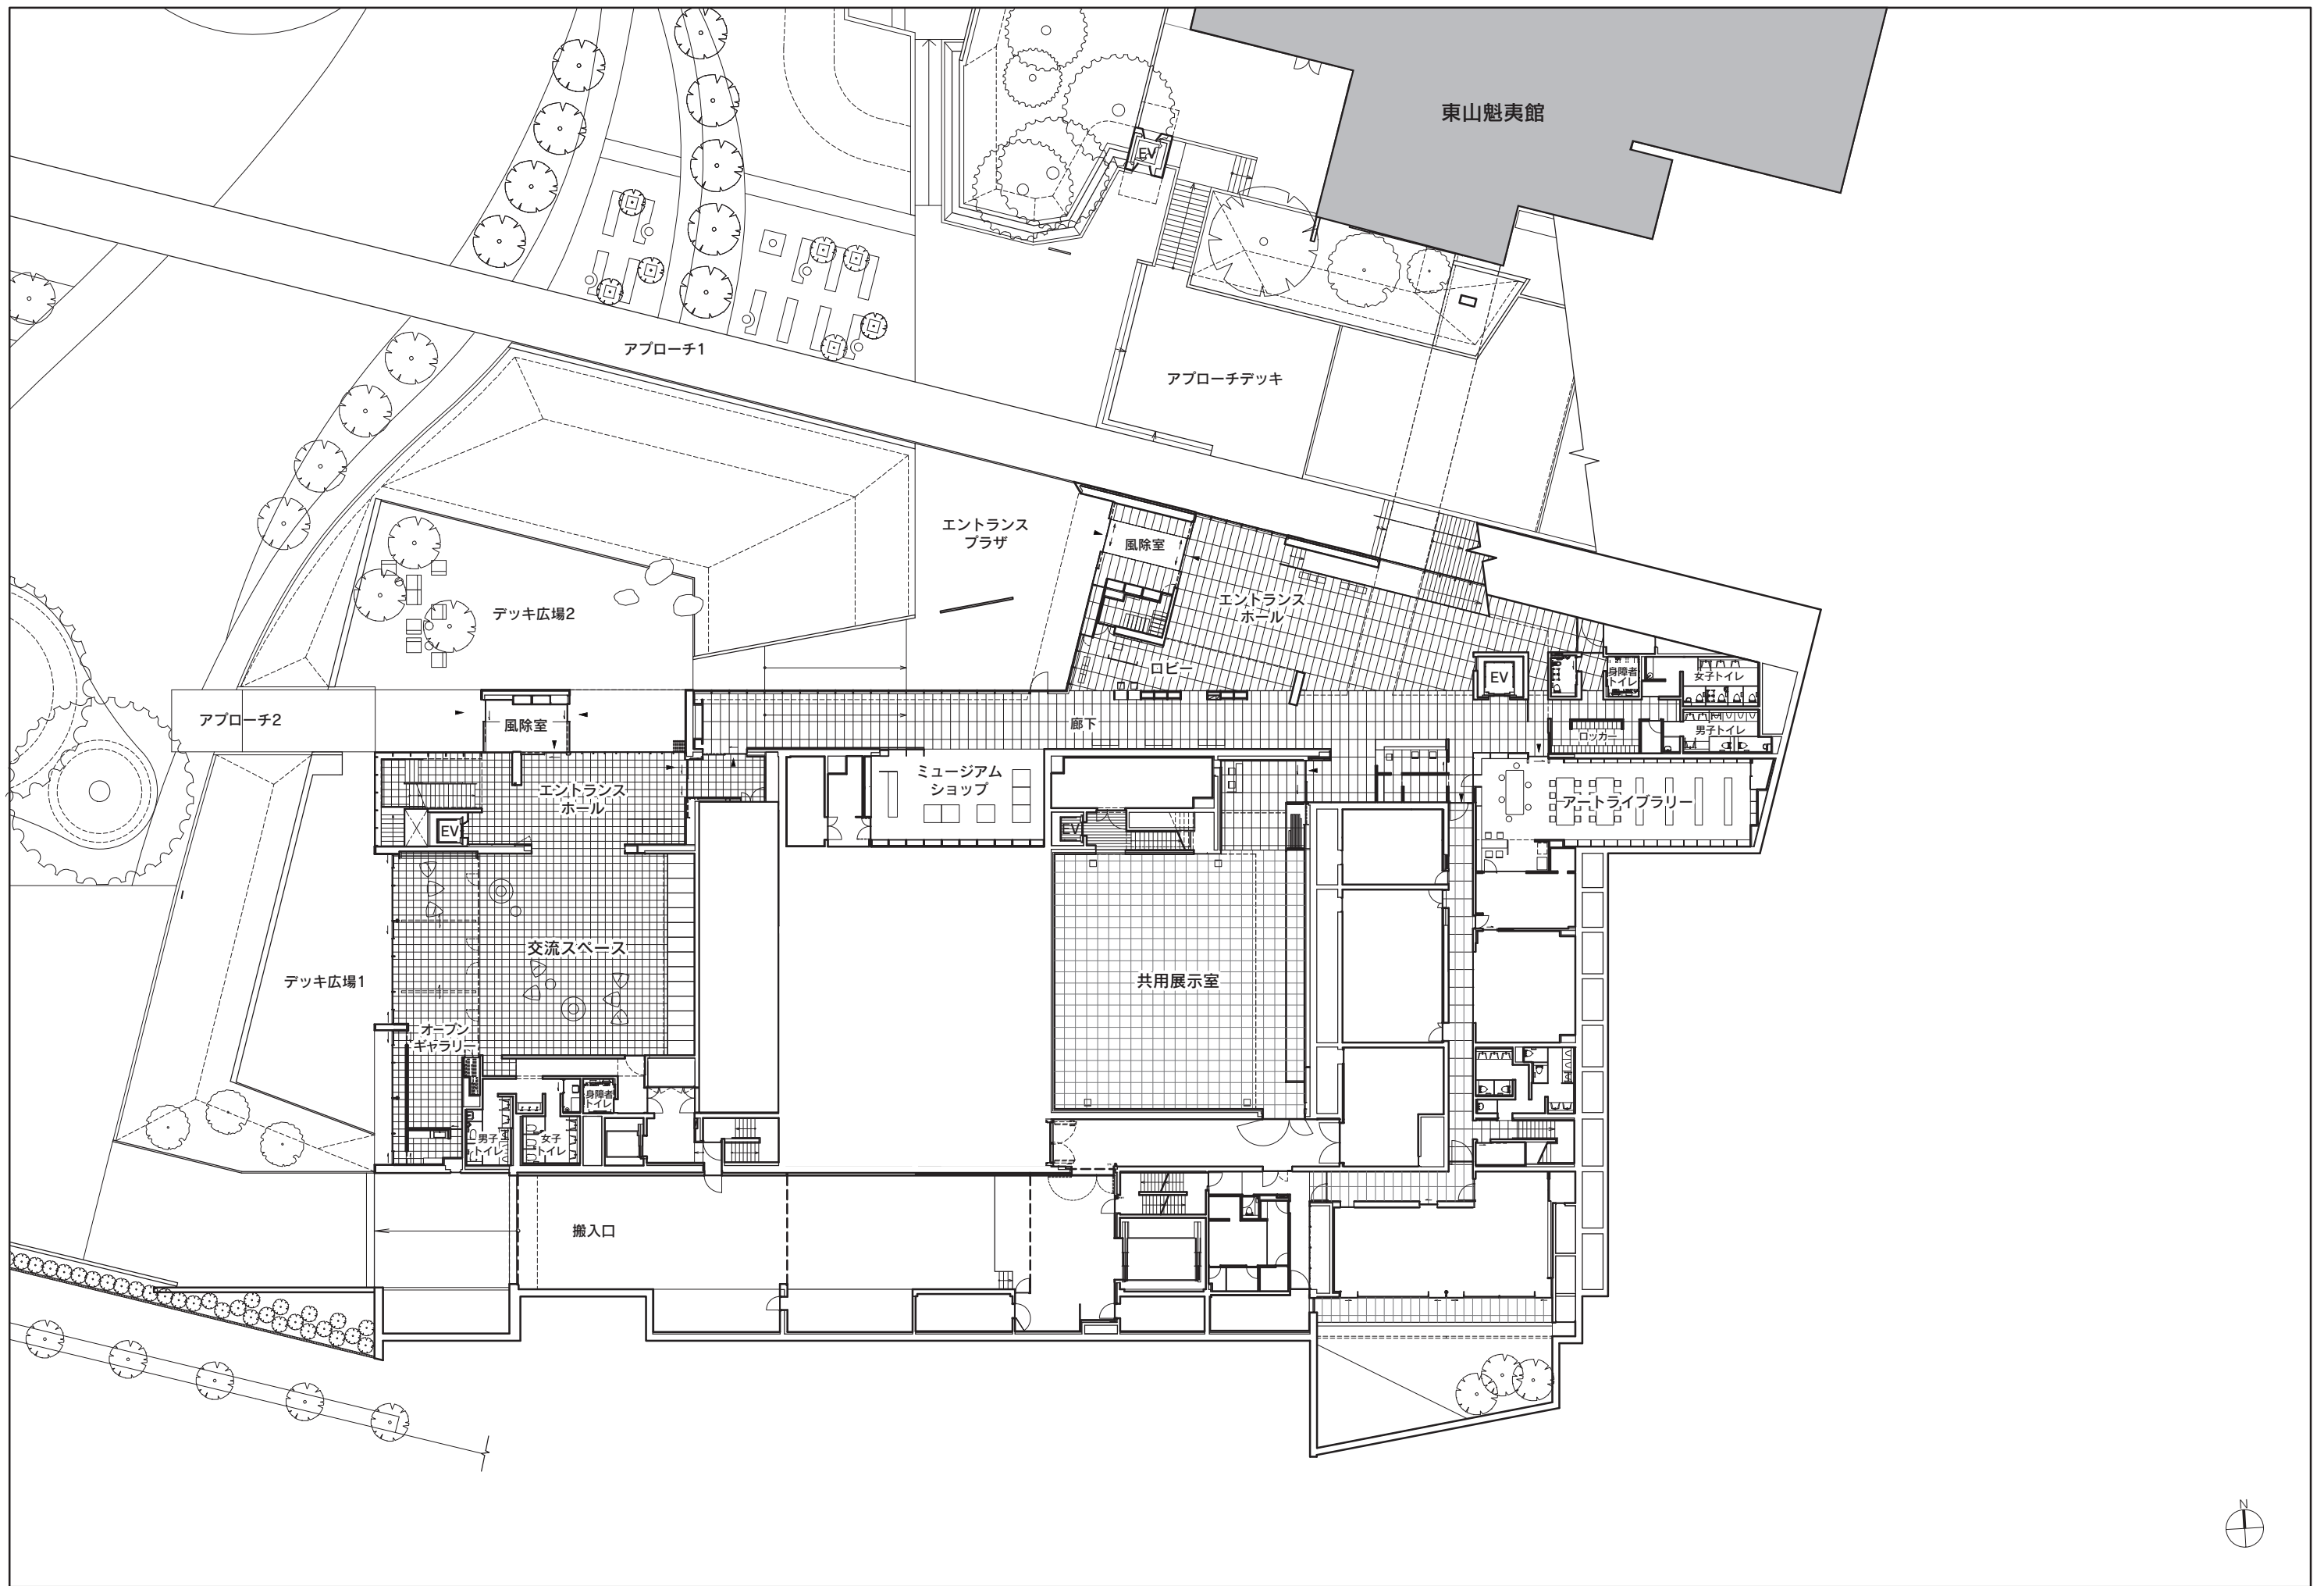 東山魁夷館
EV
アプローチ1
アプローチデッキ
エントランス
プラザ
風除室
エントランス
ホール
デッキ広場2
ロビー
EV
身障者
トイレ
女子トイレ
アプローチ2
風除室
廊下
ロッカー
男子トイレ
エントランス
ホール
ミュージアム
ショップ
アートライブラリー
EV
EV
交流スペース
デッキ広場1
共用展示室
オープン
ギャラリー
身障者
トイレ
男子
トイレ
女子
トイレ
搬入口
N